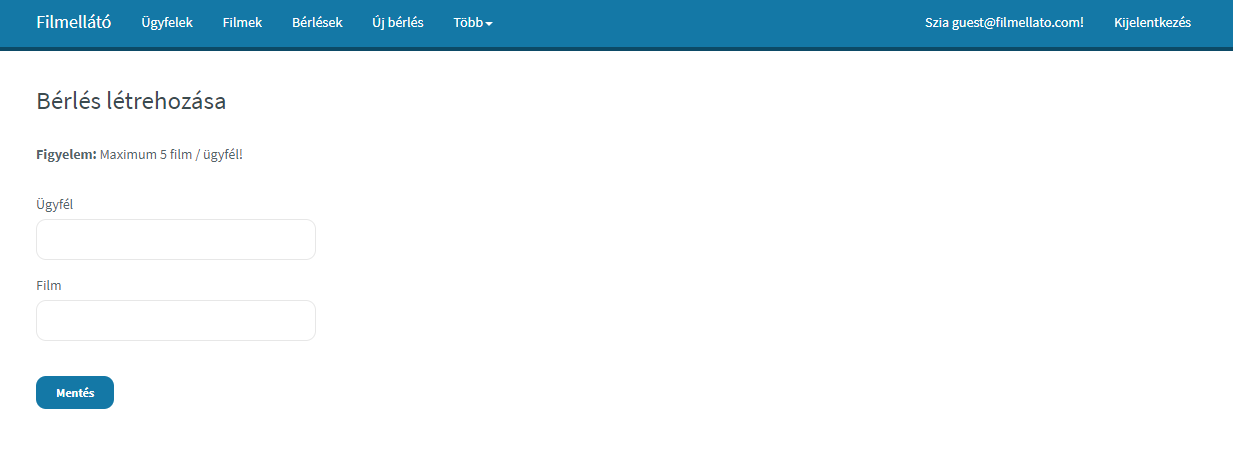 Filmellátó Ügyfelek Filmek Bérlések Új bérlés Több Szia guest@filmellato.com! Kijelentkezés
Bérlés létrehozása
Figyelem: Maximum 5 film / ügyfél!
Ügyfél
Film
Mentés